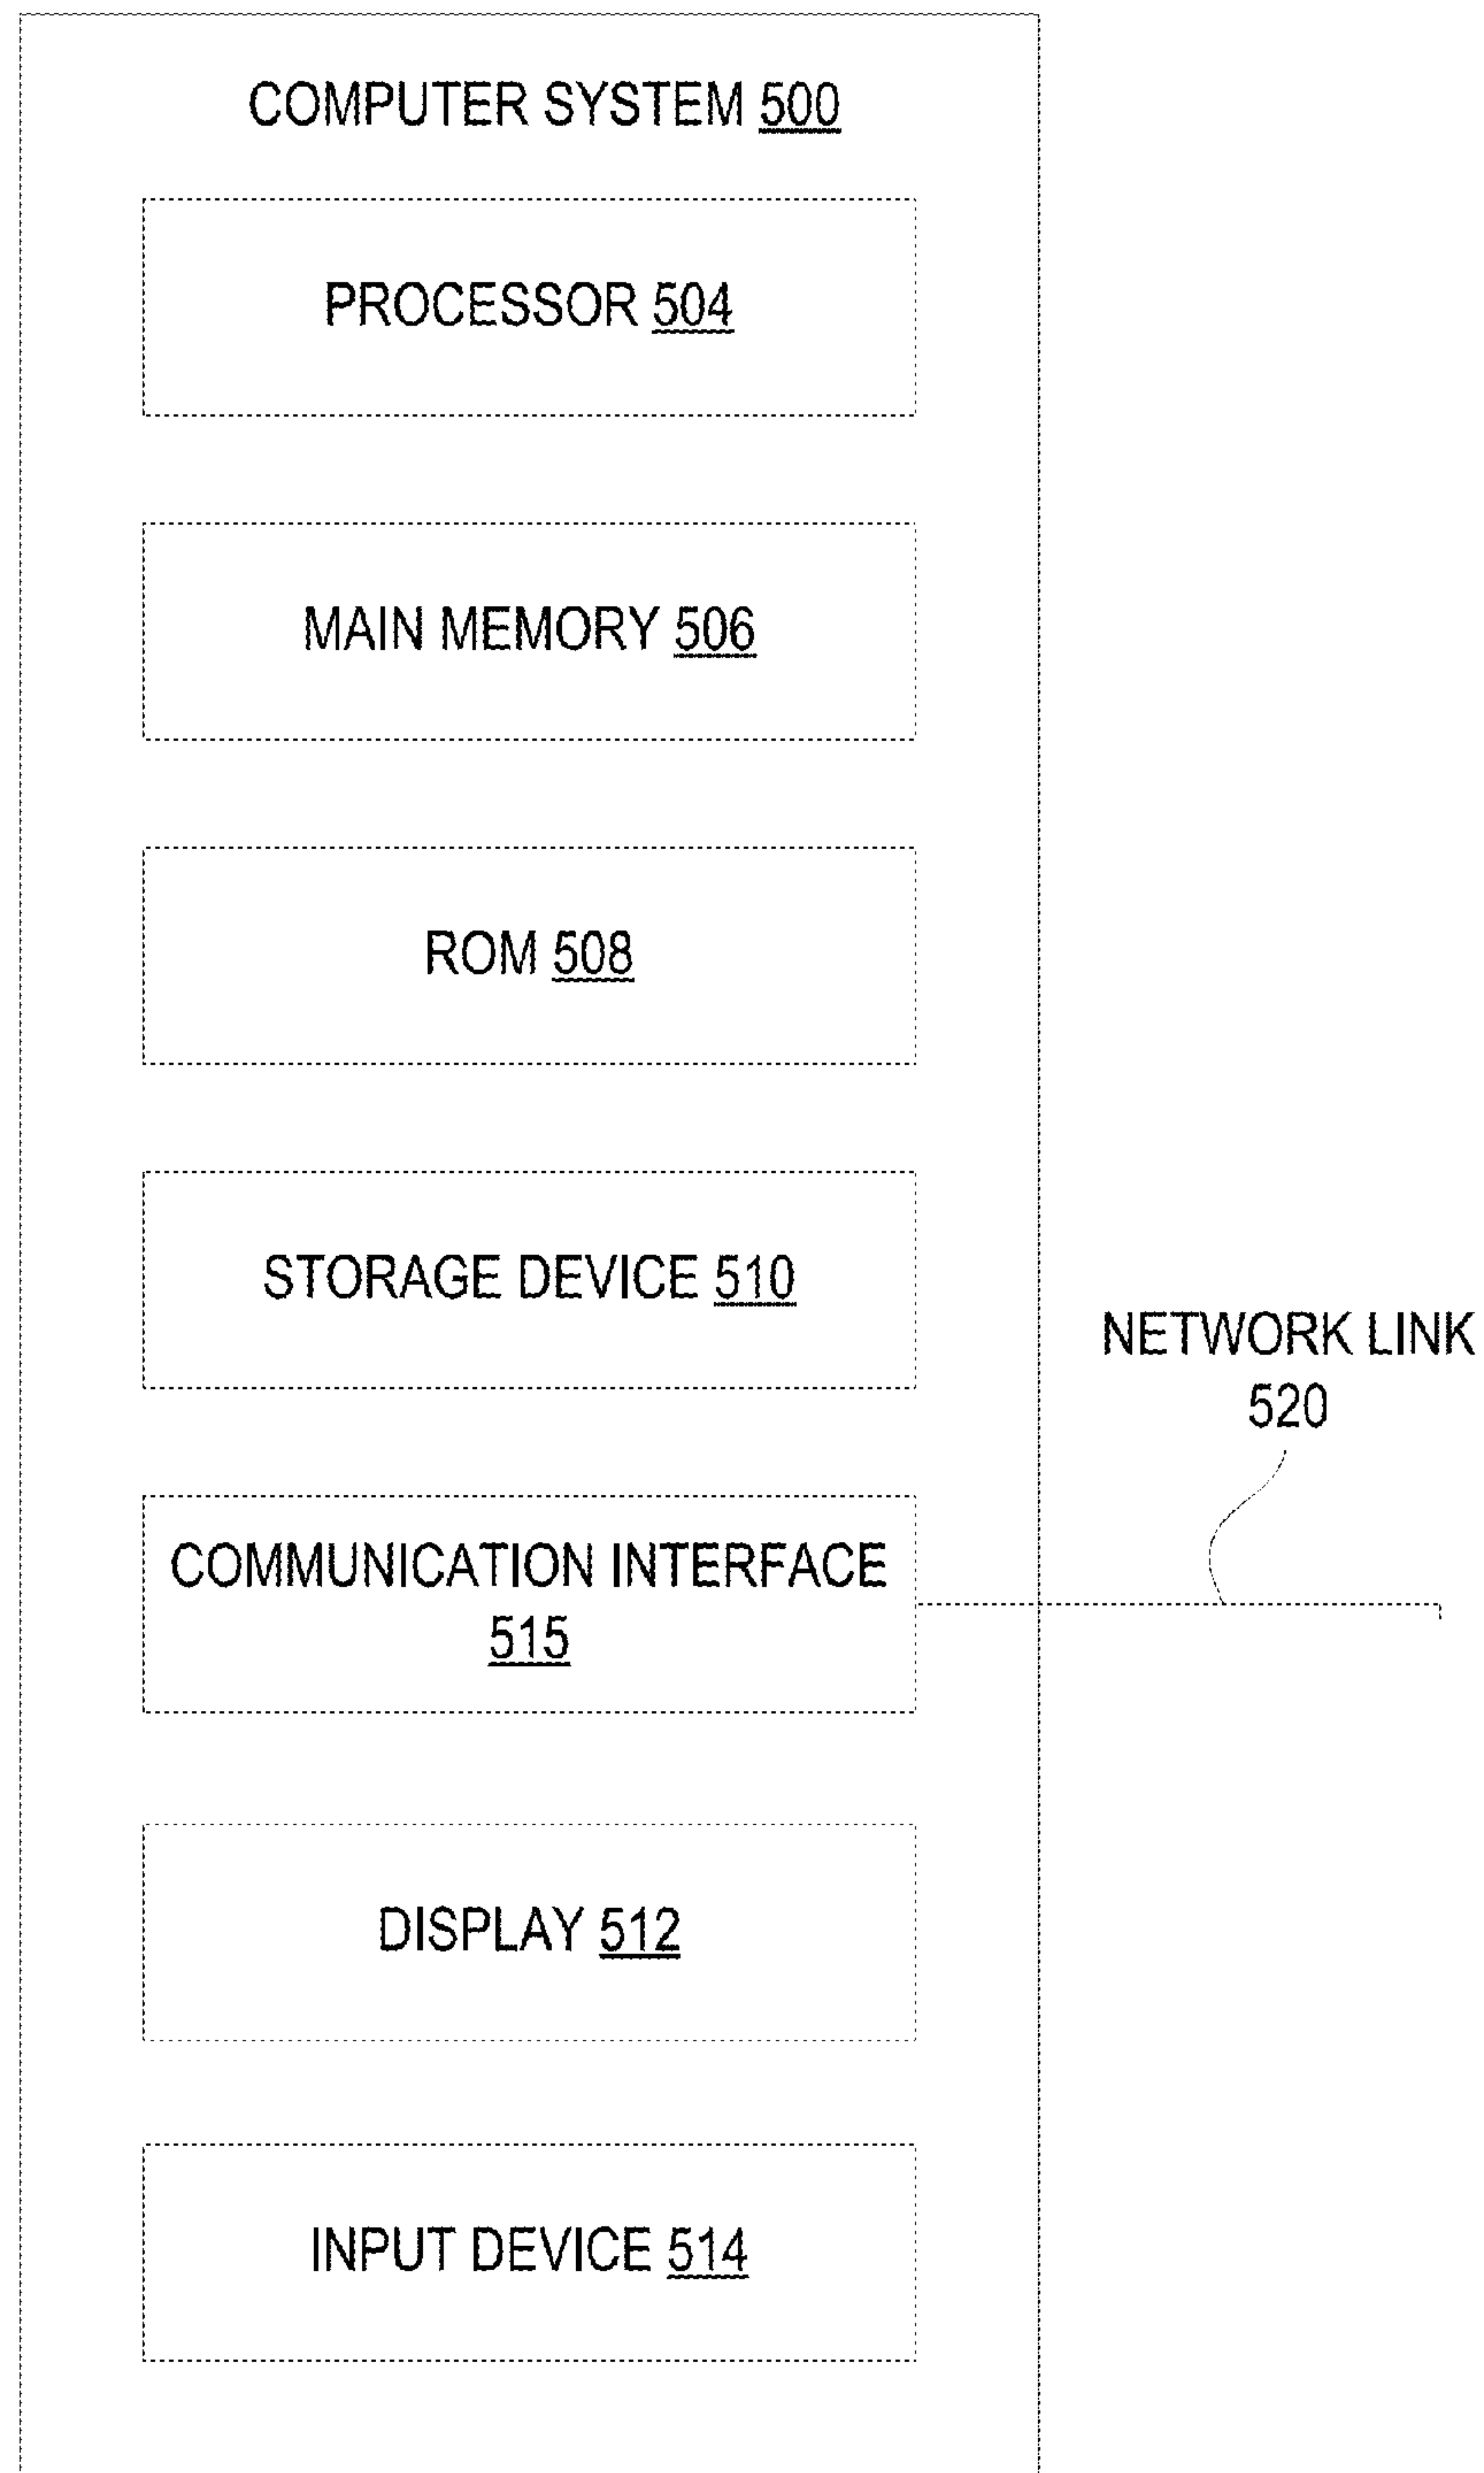 COMPUTER SYSTEM 500
PROCESSOR 504
MAIN MEMORY 506
ROM 508
STORAGE DEVICE 510
NETWORK LINK
520
COMMUNICATION INTERFACE
515
DISPLAY 512
INPUT DEVICE 514